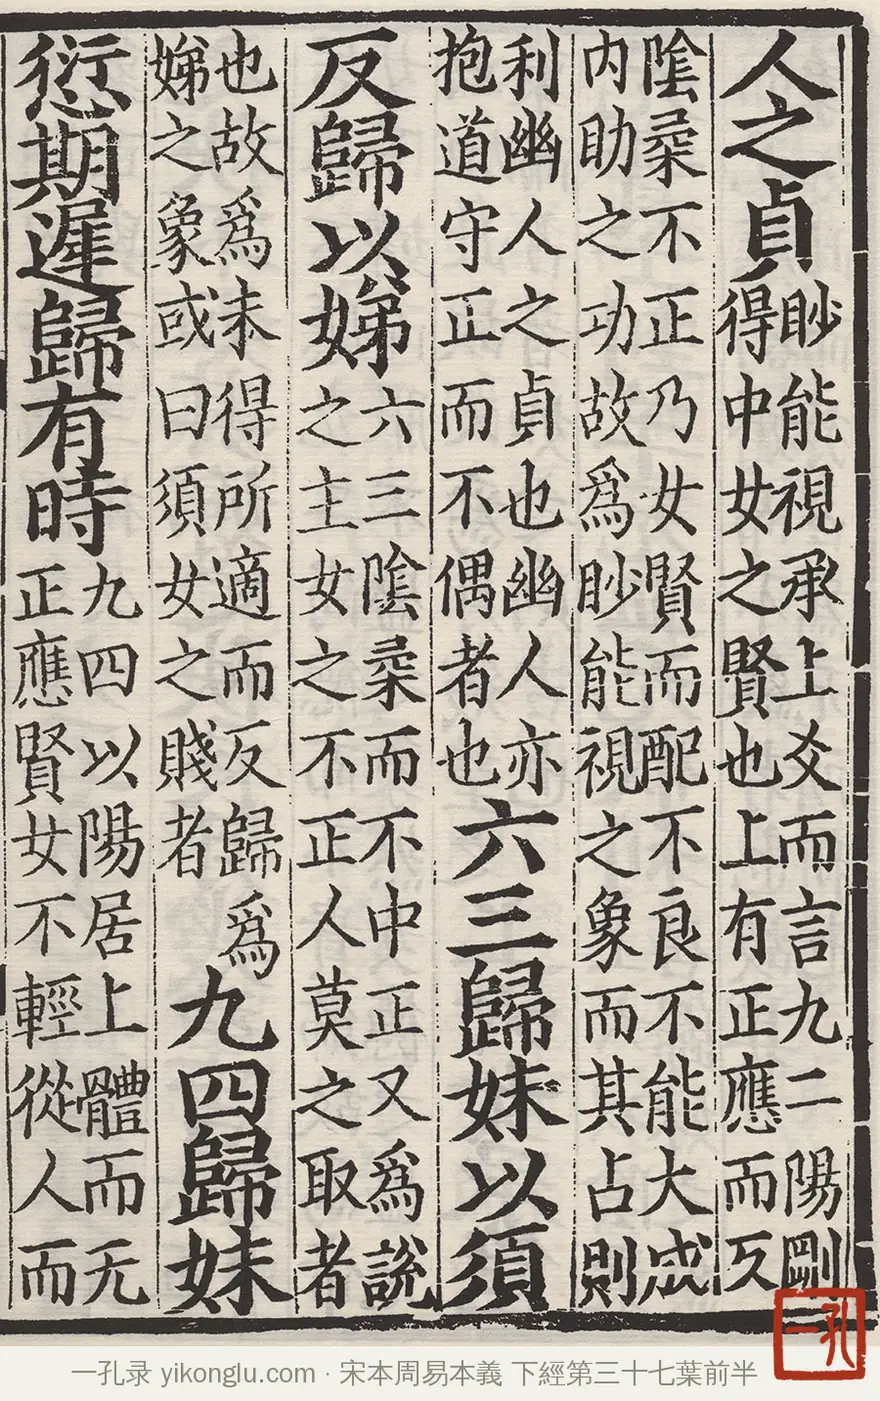 人之貞
眇能視承上爻而言九二陽剛
得中女之賢也上有正應而反
陰柔不正乃女賢而配不良不能大成
内助之功故爲眇能視之象而其占則
利幽人之貞也幽人亦
抱道守正而不偶者也
六三歸妹以須
反歸以娣
六三陰柔而不中正又爲說
之主女之不正人莫之取者
也故爲未得所適而反歸爲
娣之象或曰須女之賤者
九四歸妹
愆期遲歸有時
九四以陽居上體而无
正應賢女不輕從人而
一孔
一孔录 yikonglu.com · 宋本周易本義 下經第三十七葉前半